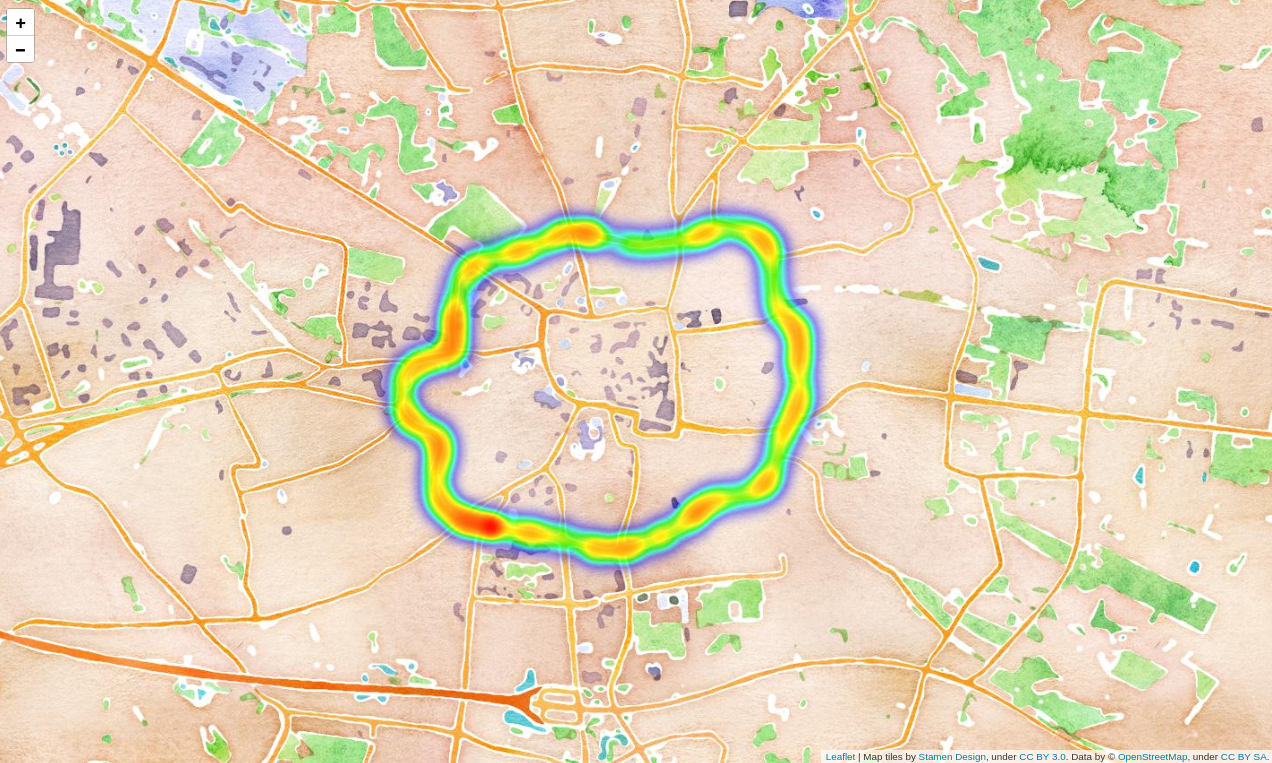 +
−
Leaflet | Map tiles by Stamen Design, under CC BY 3.0. Data by © OpenStreetMap, under CC BY SA.